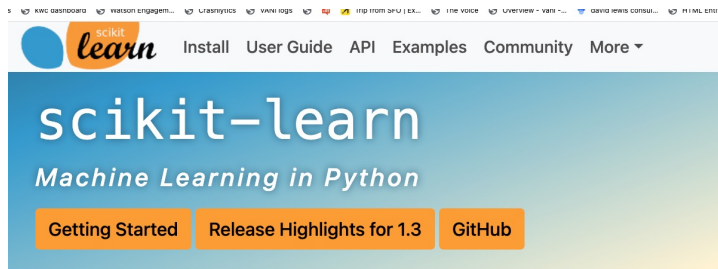 s kwc dashboard Watson Engagem... Crashlytics VANI logs Trip from SFO | Ex... The Voice Overview - Vani -... david lewis consul... HTML Enti
scikit
learn Install User Guide API Examples Community More
scikit-learn
Machine Learning in Python
Getting Started Release Highlights for 1.3 GitHub